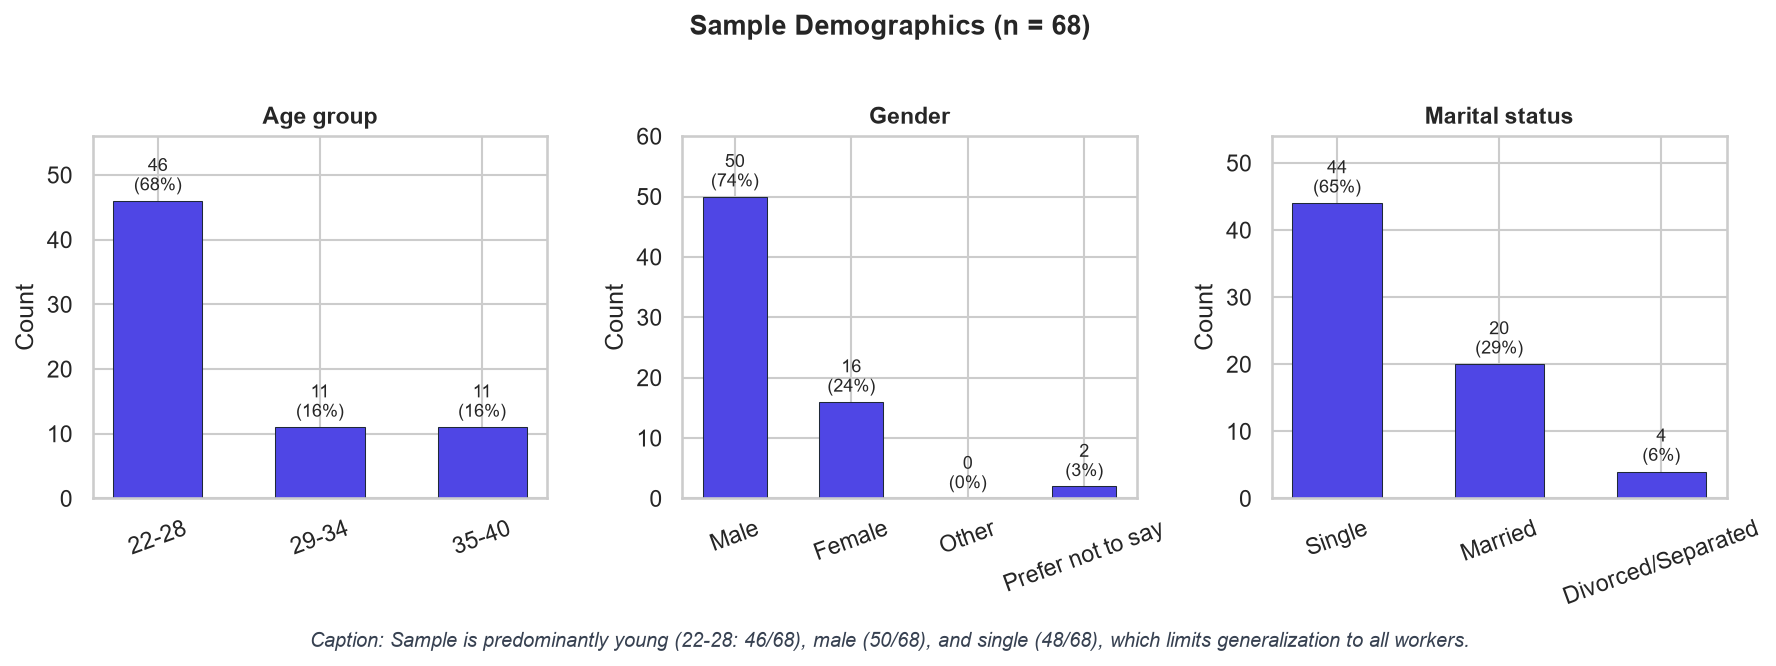 Sample Demographics (n = 68)
Age group
Count
50
40
30
20
10
0
46
(68%)
11
(16%)
11
(16%)
22-28
29-34
35-40
Gender
Count
60
50
40
30
20
10
0
50
(74%)
16
(24%)
0
(0%)
2
(3%)
Male
Female
Other
Prefer not to say
Marital status
Count
50
40
30
20
10
0
44
(65%)
20
(29%)
4
(6%)
Single
Married
Divorced/Separated
Caption: Sample is predominantly young (22-28: 46/68), male (50/68), and single (48/68), which limits generalization to all workers.